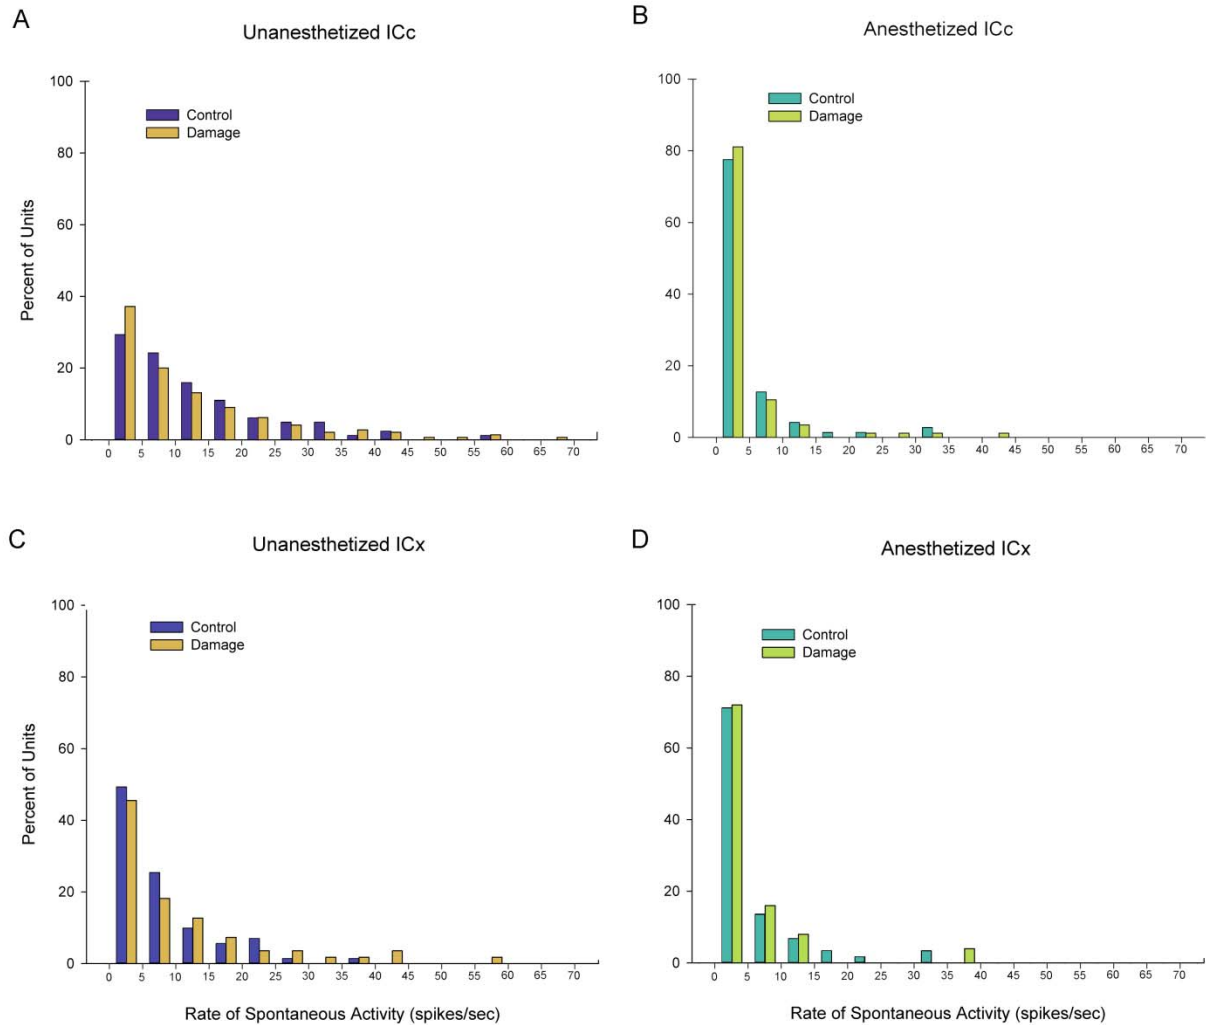 A
Unanesthetized ICc
100
80
60
40
20
0
Percent of Units
Control
Damage
0 5 10 15 20 25 30 35 40 45 50 55 60 65 70
B
Anesthetized ICc
100
80
60
40
20
0
Control
Damage
0 5 10 15 20 25 30 35 40 45 50 55 60 65 70
C
Unanesthetized ICx
100
80
60
40
20
0
Percent of Units
Control
Damage
0 5 10 15 20 25 30 35 40 45 50 55 60 65 70
Rate of Spontaneous Activity (spikes/sec)
D
Anesthetized ICx
100
80
60
40
20
0
Control
Damage
0 5 10 15 20 25 30 35 40 45 50 55 60 65 70
Rate of Spontaneous Activity (spikes/sec)